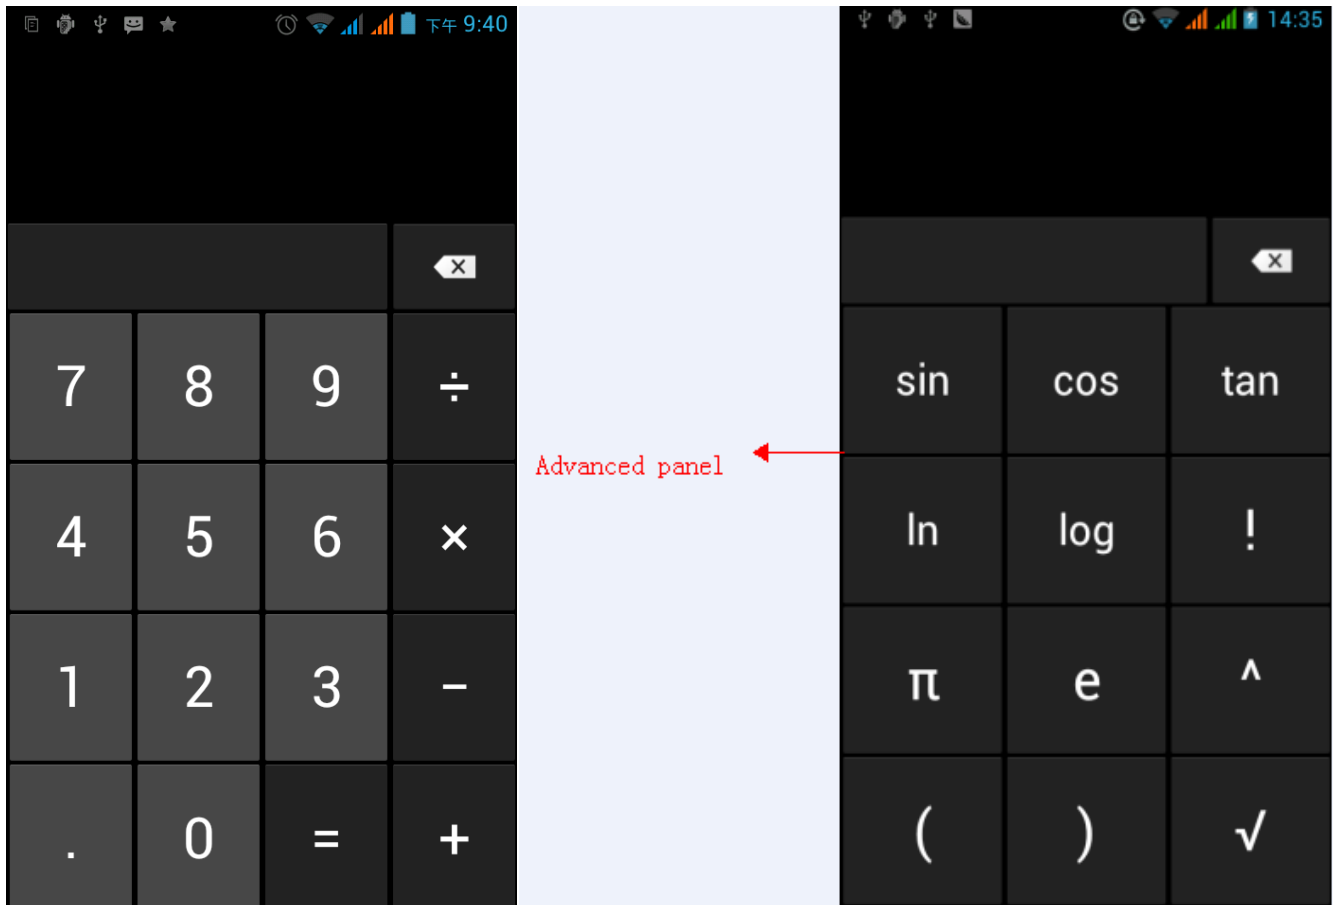 下午 9:40
7 8 9 ÷
4 5 6 ×
1 2 3 −
. 0 = +
Advanced panel
14:35
sin cos tan
ln log !
π e ^
( ) √